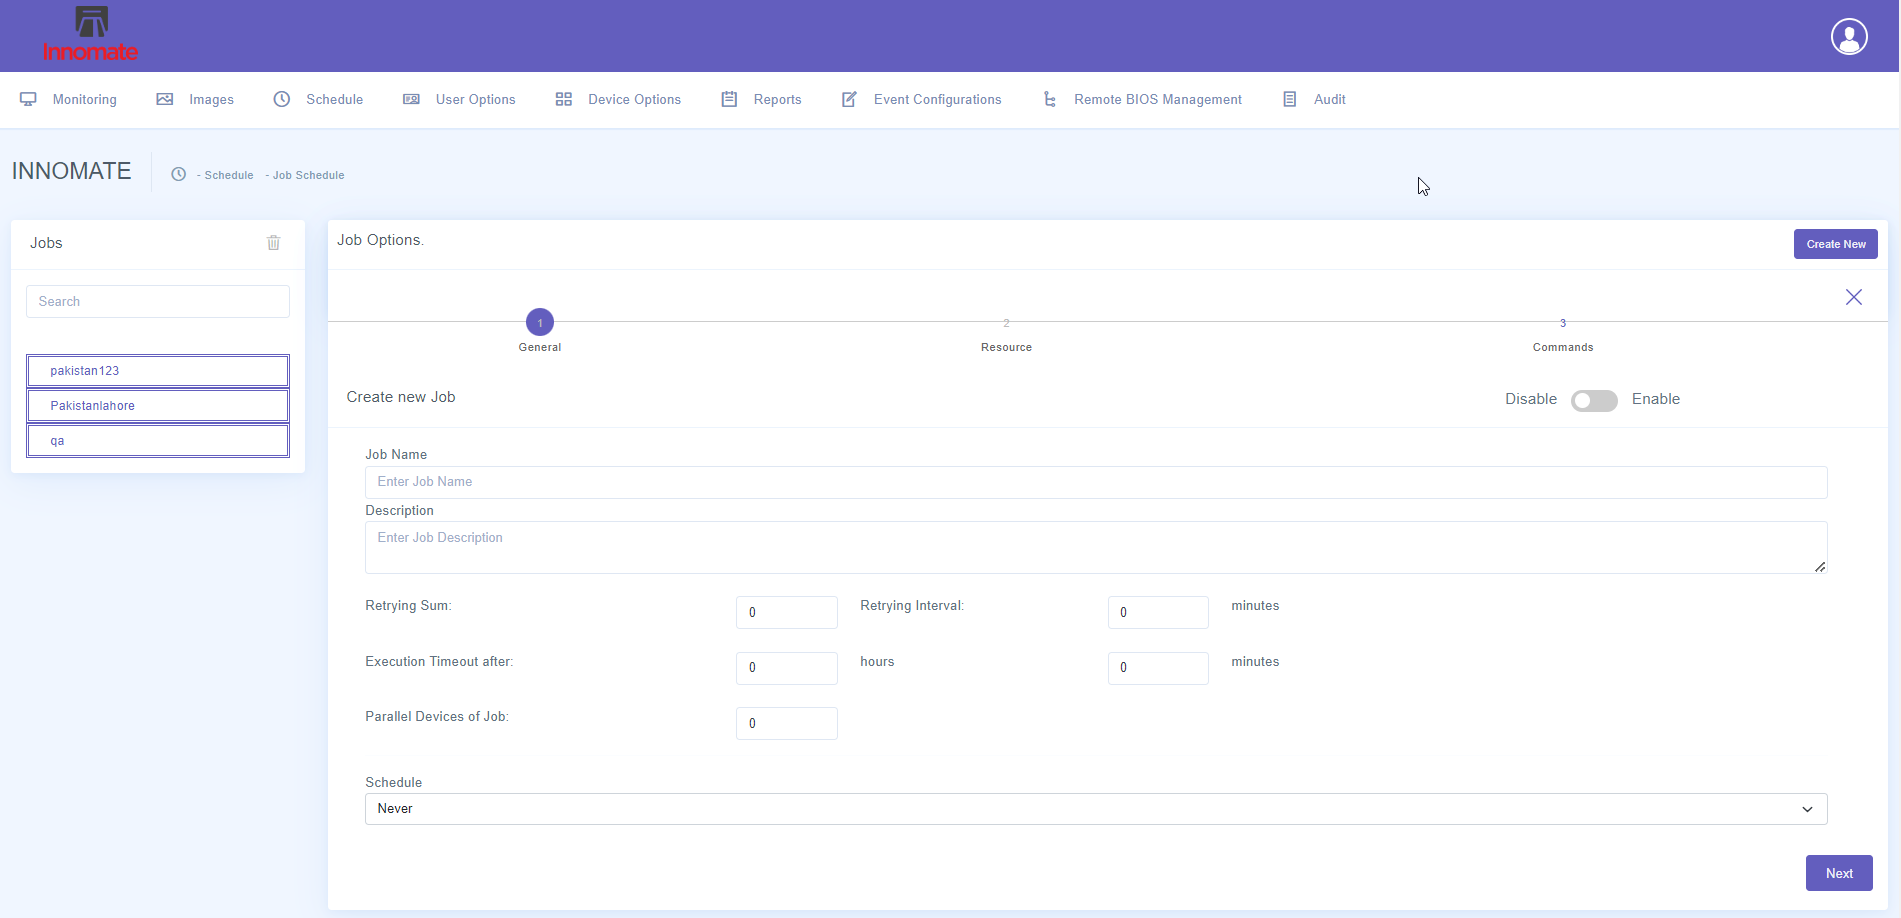 Innomate
Monitoring Images Schedule User Options Device Options Reports Event Configurations Remote BIOS Management Audit
INNOMATE - Schedule - Job Schedule
Jobs
Search
pakistan123
Pakistanlahore
qa
Job Options.
Create New
1 2 3
General Resource Commands
Create new Job Disable Enable
Job Name
Enter Job Name
Description
Enter Job Description
Retrying Sum: 0 Retrying Interval: 0 minutes
Execution Timeout after: 0 hours 0 minutes
Parallel Devices of Job: 0
Schedule
Never
Next